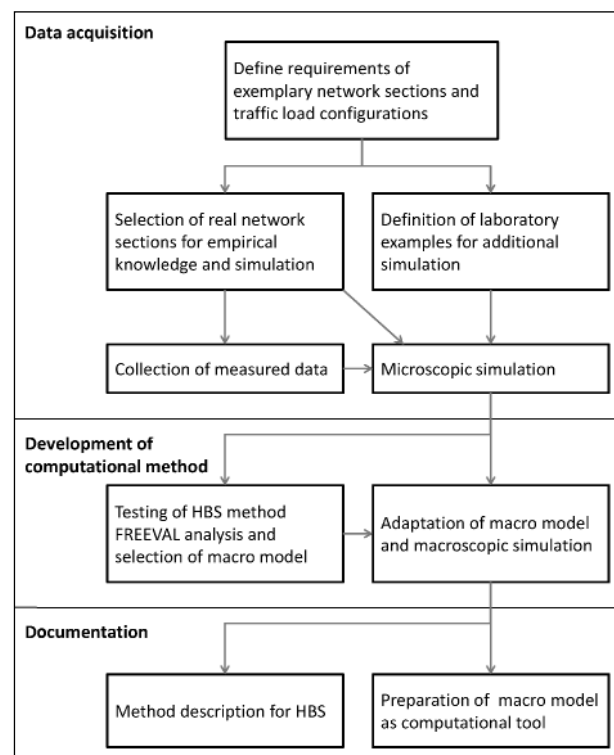 Data acquisition
Define requirements of
exemplary network sections and
traffic load configurations
Selection of real network
sections for empirical
knowledge and simulation
Definition of laboratory
examples for additional
simulation
Collection of measured data
Microscopic simulation
Development of
computational method
Testing of HBS method
FREEVAL analysis and
selection of macro model
Adaptation of macro model
and macroscopic simulation
Documentation
Method description for HBS
Preparation of macro model
as computational tool